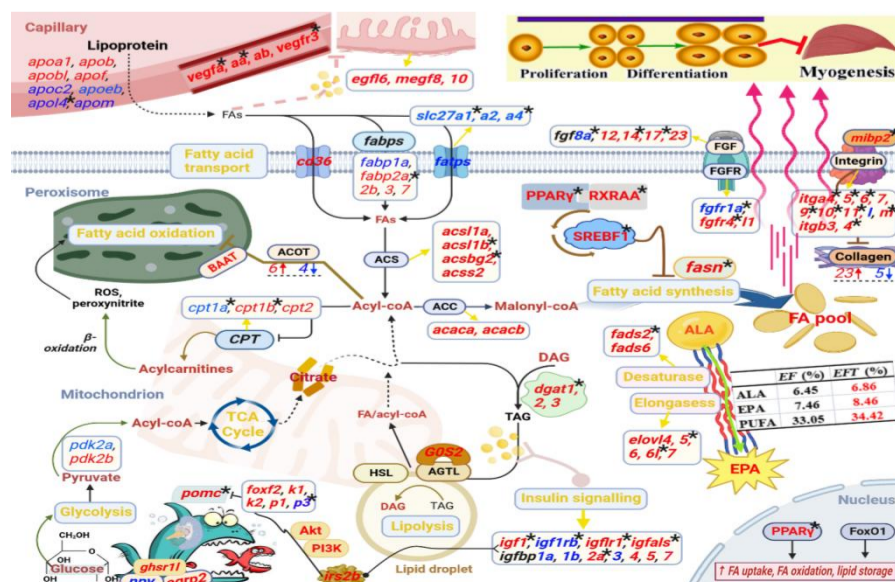 Capillary
Lipoprotein
apoa1, apob,
apobl, apof,
apoc2, apoeb,
apol4,* apom
vegfa,* aa,* ab, vegfr3*
egfl6, megf8, 10
FAs
slc27a1,* a2, a4*
Proliferation Differentiation
Myogenesis
Fatty acid
transport
cd36
fabps
fabp1a,
fabp2a,*
2b, 3, 7
fatps
FAs
fgf8a,* 12, 14,* 17,* 23
FGF
FGFR
fgfr1a,*
fgfr4,* l1
mibp2*
Integrin
itga4,* 5,* 6,* 7,
9,* 10,* 11,* l, m*
itgb3, 4*
Collagen
23↑ 5↓
Peroxisome
Fatty acid oxidation
BAAT
ACOT
6↑ 4↓
ACS
acsl1a,
acsl1b,*
acsbg2,*
acss2
PPARγ* RXRAA*
SREBF1*
fasn*
Fatty acid synthesis
FA pool
ROS,
peroxynitrite
cpt1a,* cpt1b,* cpt2
CPT
Acyl-coA
ACC
Malonyl-coA
acaca, acacb
β-
oxidation
Acylcarnitines
Citrate
Mitochondrion
Acyl-coA
TCA
Cycle
FA/acyl-coA
DAG
dgat1,*
2, 3
TAG
fads2,*
fads6
ALA
Desaturase
Elongasess
elovl4, 5,*
6, 6l,* 7
EPA
EF (%) EFT (%)
ALA 6.45 6.86
EPA 7.46 8.46
PUFA 33.05 34.42
pdk2a,
pdk2b
Pyruvate
Glycolysis
CH₂OH
Glucose
HSL
G0S2
AGTL
DAG TAG
Lipolysis
Lipid droplet
Insulin signalling
igf1,* igf1rb,* igflr1,* igfals*
igfbp1a, 1b, 2a,* 3, 4, 5, 7
pomc*
foxf2, k1,
k2, p1, p3*
ghsr1l
npy
agrp2
Akt
PI3K
irs2b
Nucleus
PPARγ*
FoxO1
↑ FA uptake, FA oxidation, lipid storage